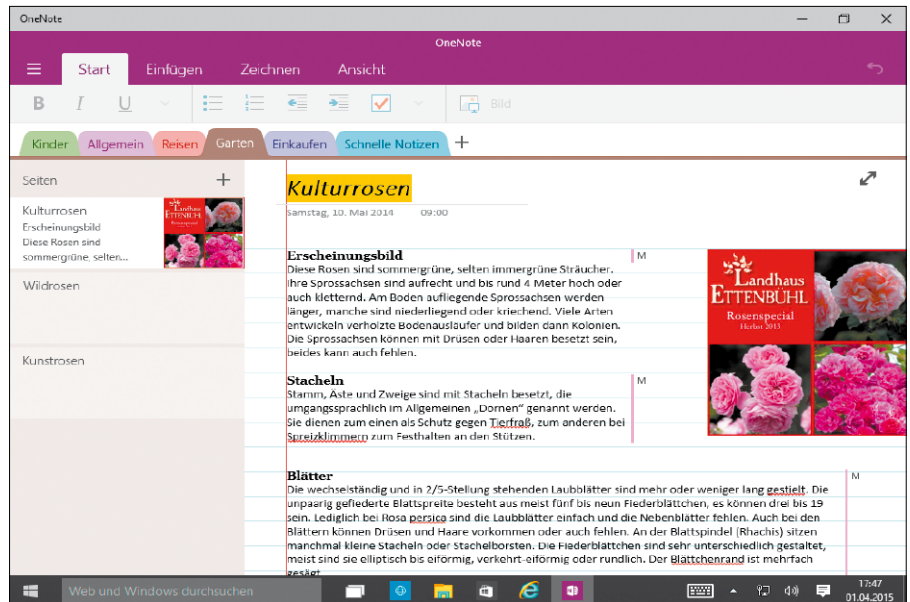 OneNote
OneNote
Start Einfügen Zeichnen Ansicht
B I U Bild
Kinder Allgemein Reisen Garten Einkaufen Schnelle Notizen +
Seiten +
Kulturrosen
Erscheinungsbild
Diese Rosen sind
sommergrüne, selten...
Wildrosen
Kunstrosen
Kulturrosen
Samstag, 10. Mai 2014 09:00
Erscheinungsbild M
Diese Rosen sind sommergrüne, selten immergrüne Sträucher.
Ihre Sprossachsen sind aufrecht und bis rund 4 Meter hoch oder
auch kletternd. Am Boden aufliegende Sprossachsen werden
länger, manche sind niederliegend oder kriechend. Viele Arten
entwickeln verholzte Bodenausläufer und bilden dann Kolonien.
Die Sprossachsen können mit Drüsen oder Haaren besetzt sein,
beides kann auch fehlen.
Landhaus
ETTENBÜHL
Rosenspecial
Herbst 2013
Stacheln M
Stamm, Äste und Zweige sind mit Stacheln besetzt, die
umgangssprachlich im Allgemeinen „Dornen“ genannt werden.
Sie dienen zum einen als Schutz gegen Tierfraß, zum anderen bei
Spreizklimmern zum Festhalten an den Stützen.
Blätter M
Die wechselständig und in 2/5-Stellung stehenden Laubblätter sind mehr oder weniger lang gestielt. Die
unpaarig gefiederte Blattspreite besteht aus meist fünf bis neun Fiederblättchen, es können drei bis 19
sein. Lediglich bei Rosa persica sind die Laubblätter einfach und die Nebenblätter fehlen. Auch bei den
Blättern können Drüsen und Haare vorkommen oder auch fehlen. An der Blattspindel (Rhachis) sitzen
manchmal kleine Stacheln oder Stachelborsten. Die Fiederblättchen sind sehr unterschiedlich gestaltet,
meist sind sie elliptisch bis eiförmig, verkehrt-eiförmig oder rundlich. Der Blättchenrand ist mehrfach
gesägt
Web und Windows durchsuchen
17:47
01.04.2015